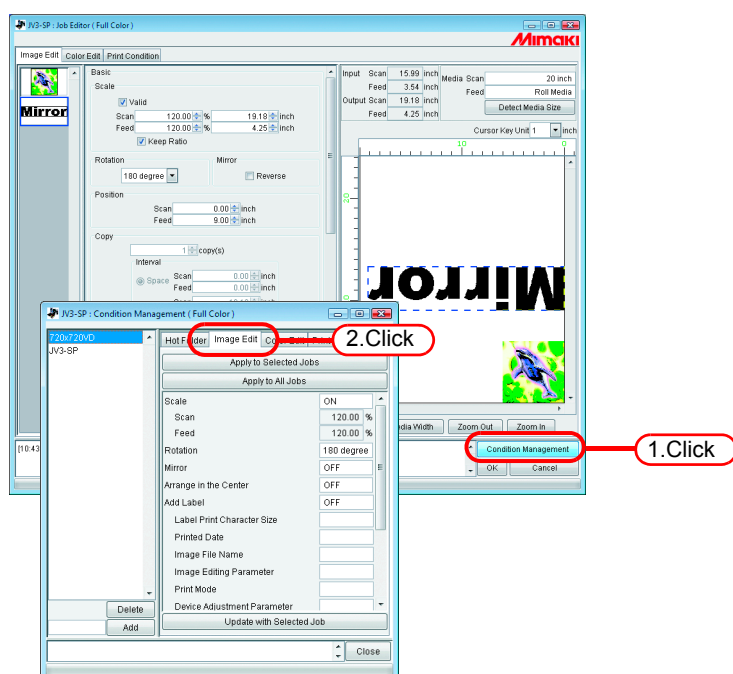 JV3-SP : Job Editor ( Full Color )
Mimaki
Image Edit Color Edit Print Condition
Mirror
Basic
Scale
Valid
Scan 120.00 % 19.18 inch
Feed 120.00 % 4.25 inch
Keep Ratio
Rotation Mirror
180 degree Reverse
Position
Scan 0.00 inch
Feed 9.00 inch
Copy
1 copy(s)
Interval
Space Scan 0.00 inch
Feed 0.00 inch
Input Scan 15.99 inch
Feed 3.54 inch
Output Scan 19.18 inch
Feed 4.25 inch
Media Scan 20 inch
Feed Roll Media
Detect Media Size
Cursor Key Unit 1 inch
10 0
20
Mirror
dia Width Zoom Out Zoom In
[10:43
Condition Management
OK Cancel
1.Click
JV3-SP : Condition Management ( Full Color )
720x720VD
JV3-SP
Delete
Add
Hot Folder Image Edit Color Edit
2.Click
Apply to Selected Jobs
Apply to All Jobs
Scale ON
Scan 120.00 %
Feed 120.00 %
Rotation 180 degree
Mirror OFF
Arrange in the Center OFF
Add Label OFF
Label Print Character Size
Printed Date
Image File Name
Image Editing Parameter
Print Mode
Device Adjustment Parameter
Update with Selected Job
Close